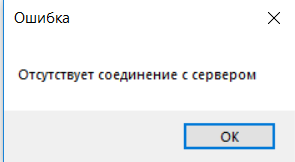 Ошибка
Отсутствует соединение с сервером
OK